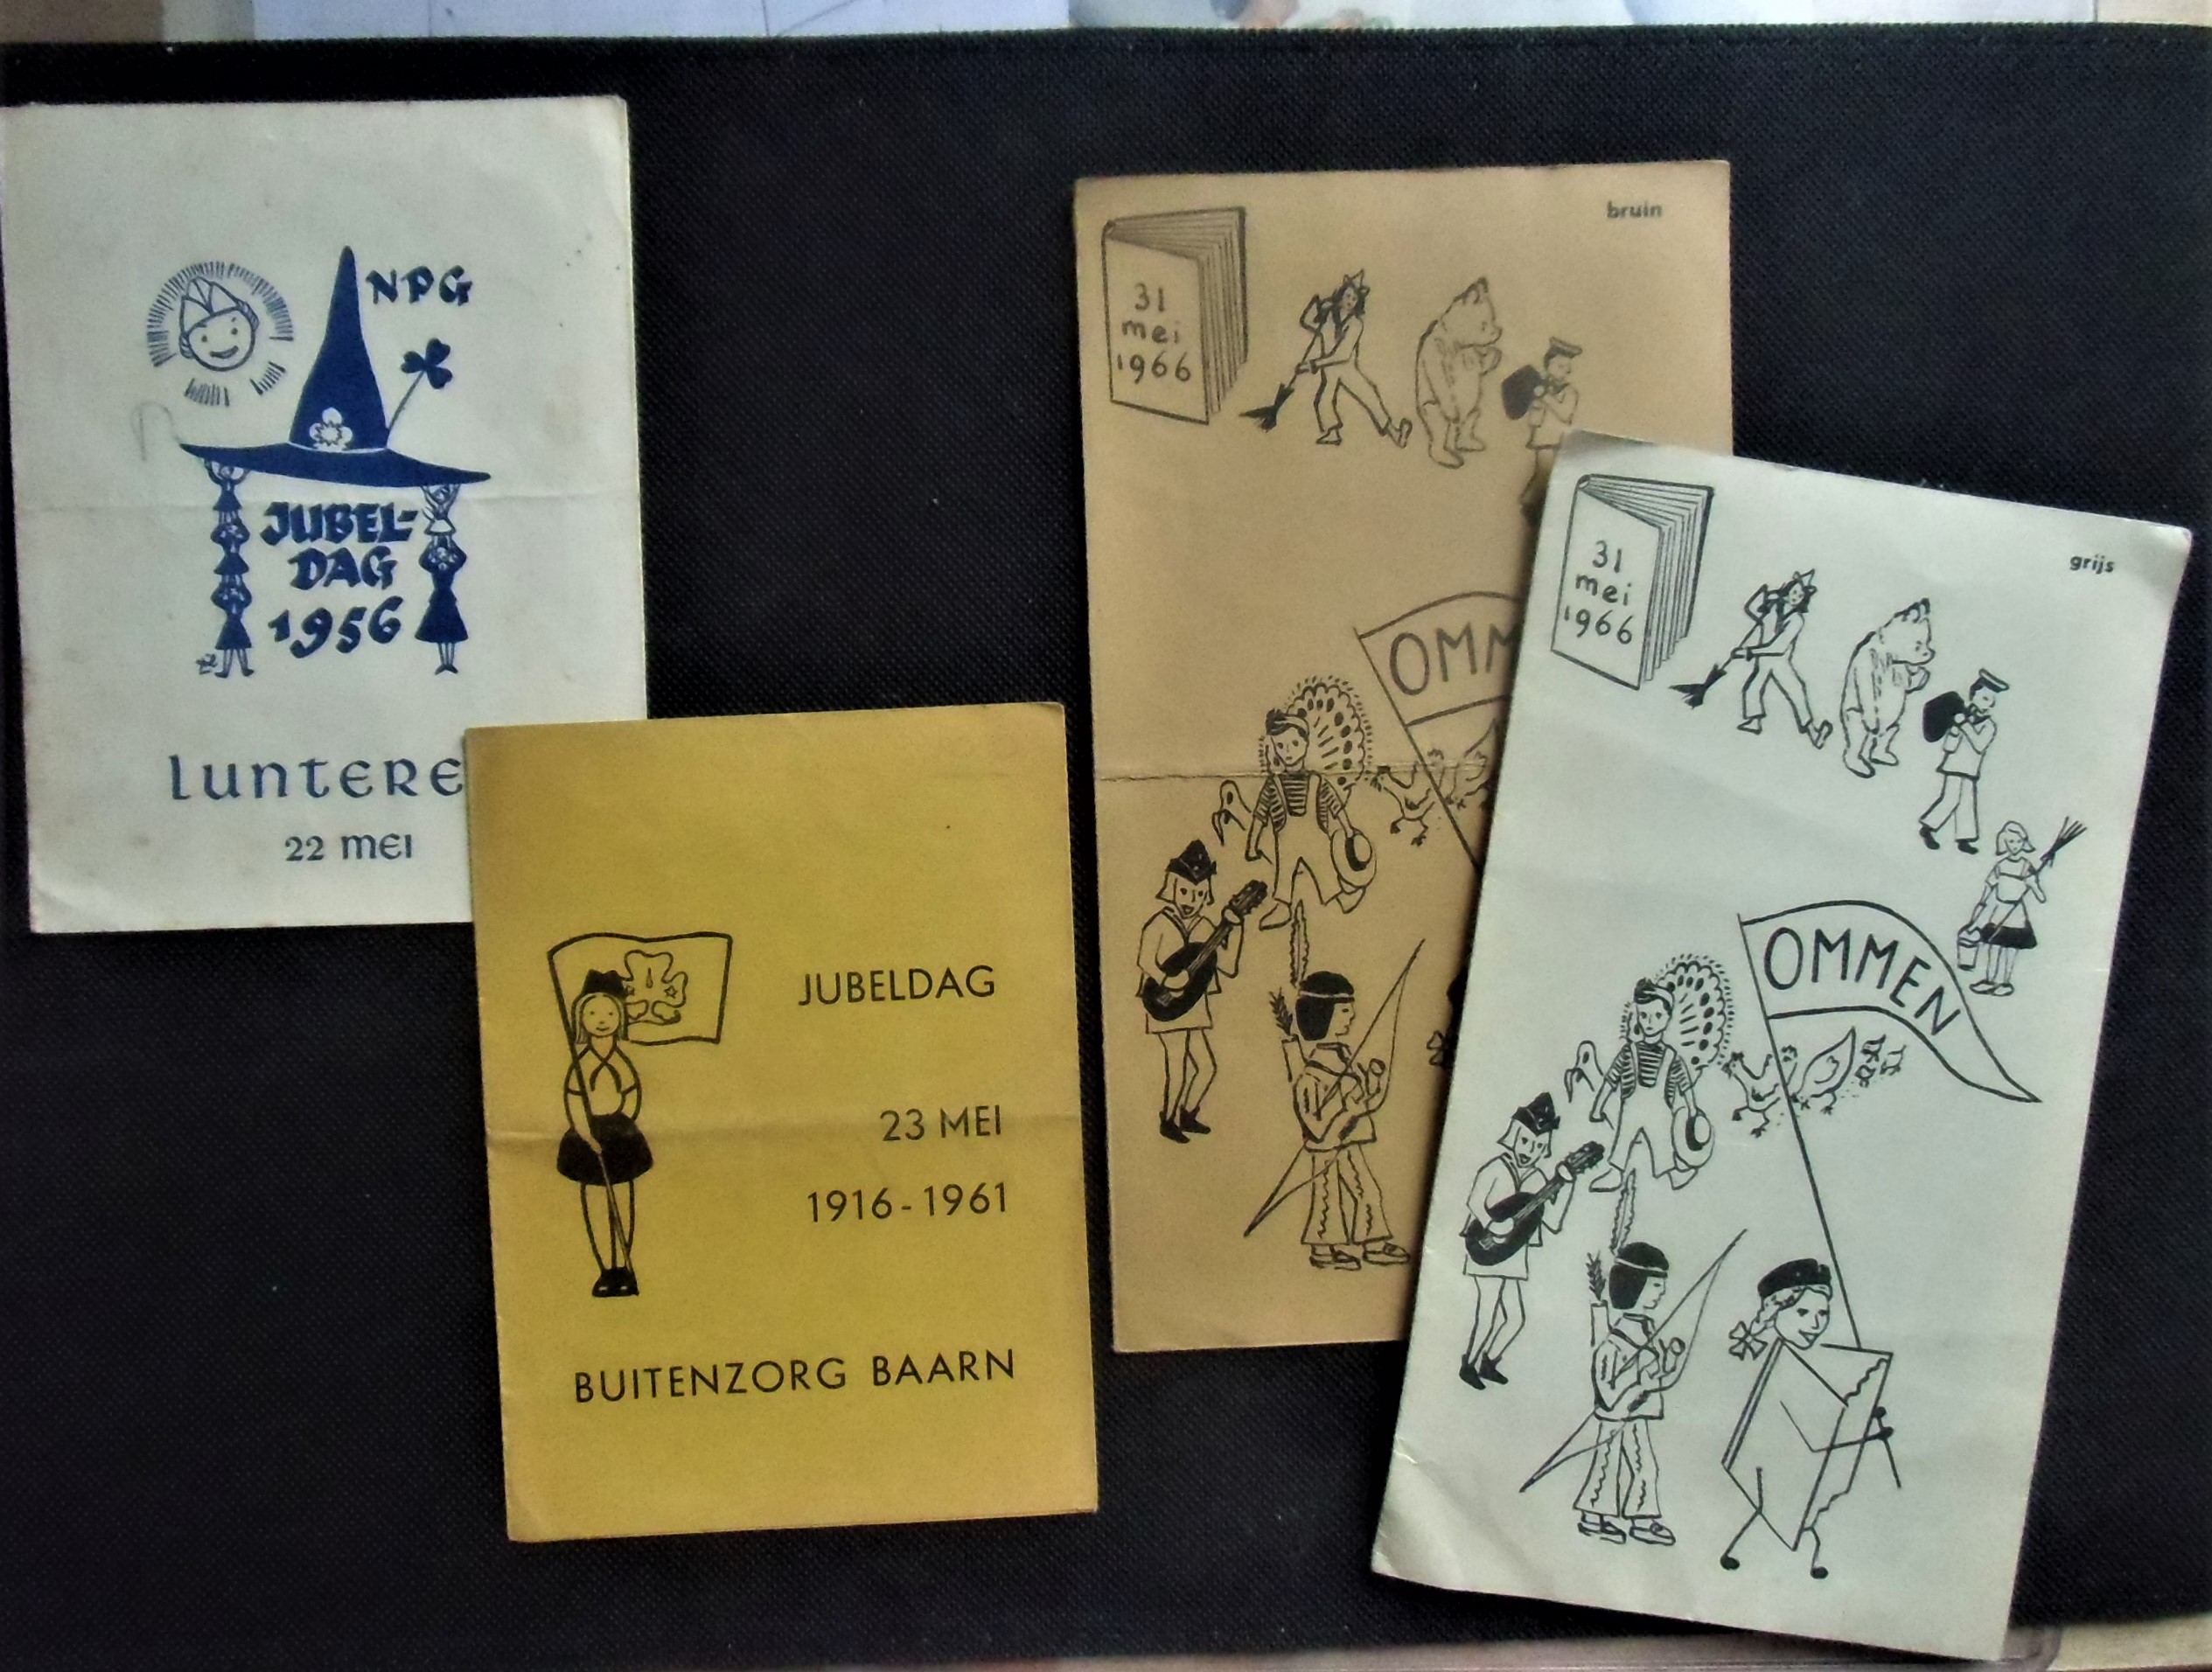 NPG
JUBEL-
DAG
1956
LUNTERE
22 MEI
JUBELDAG
23 MEI
1916-1961
BUITENZORG BAARN
bruin
31
mei
1966
OMM
grijs
31
mei
1966
OMMEN